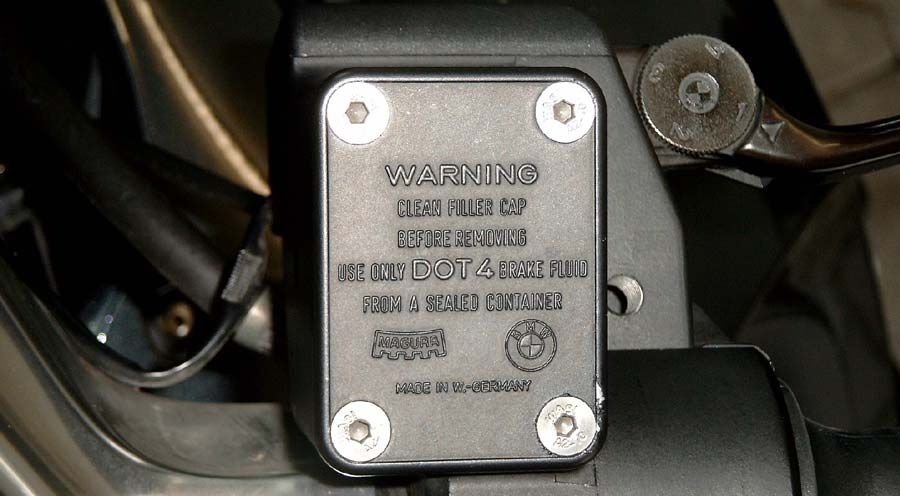 WARNING
CLEAN FILLER CAP
BEFORE REMOVING
USE ONLY DOT 4 BRAKE FLUID
FROM A SEALED CONTAINER
MAGURA
BMW
MADE IN W.-GERMANY